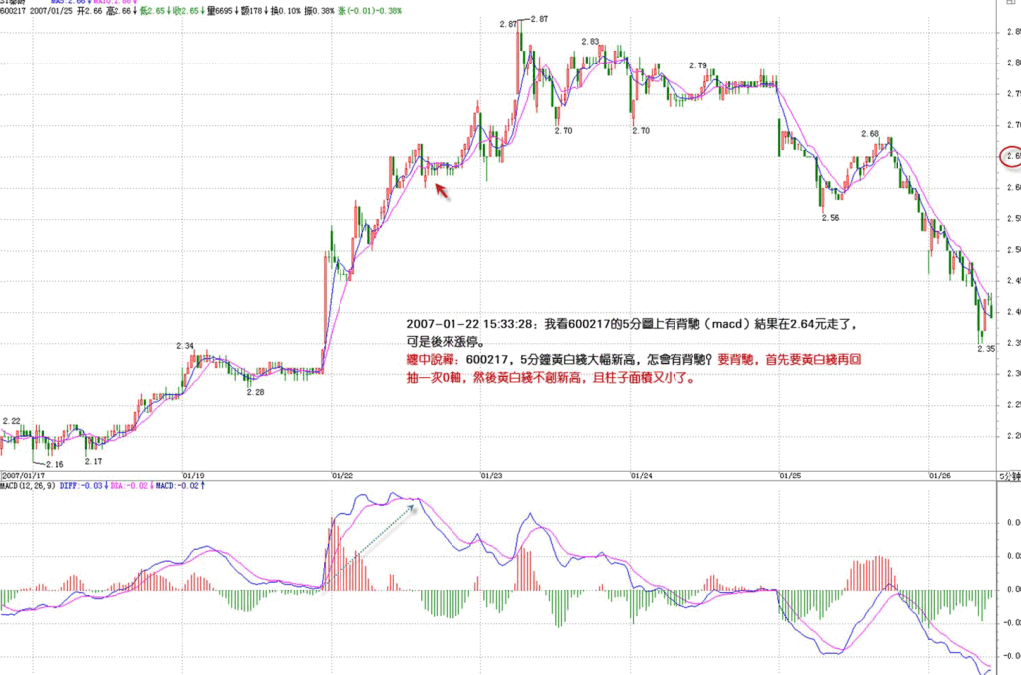 600217 2007/01/25 开2.66 高2.66↓低2.65↓收2.65↓量6695↓额178↓换0.10% 振0.38% 涨(-0.01)-0.38%
2.87 2.87
2.83
2.79
2.70 2.70
2.68
2.56
2007-01-22 15:33:28：我看600217的5分圖上有背馳（macd）結果在2.64元走了，
可是後來漲停。
纏中說禪：600217，5分鐘黃白綫大幅新高，怎會有背馳？要背馳，首先要黃白綫再回
抽一次0軸，然後黃白綫不創新高，且柱子面積又小了。
2.34
2.35
2.28
2.22
2.16 2.17
2007/01/17 01/19 01/22 01/23 01/24 01/25 01/26
MACD(12,26,9) DIFF:-0.03↓ DEA:-0.02↓ MACD:-0.02↑